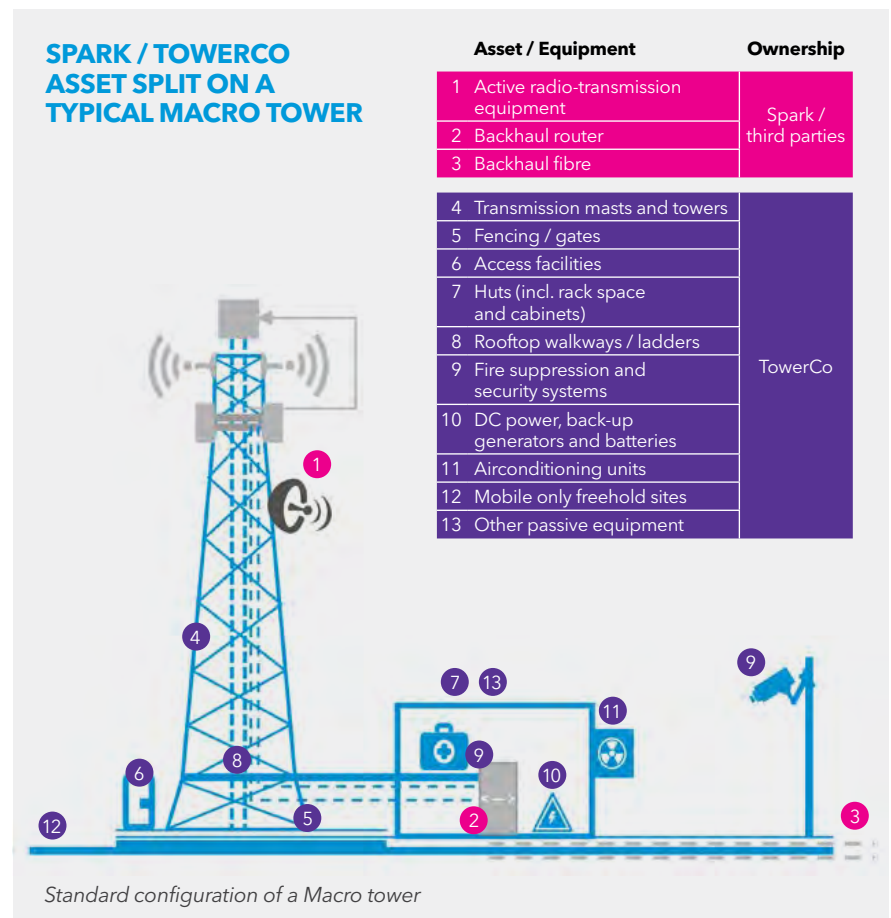 SPARK / TOWERCO
ASSET SPLIT ON A
TYPICAL MACRO TOWER
Asset / Equipment Ownership
1 Active radio-transmission
equipment
2 Backhaul router
3 Backhaul fibre
Spark /
third parties
4 Transmission masts and towers
5 Fencing / gates
6 Access facilities
7 Huts (incl. rack space
and cabinets)
8 Rooftop walkways / ladders
9 Fire suppression and
security systems
10 DC power, back-up
generators and batteries
11 Airconditioning units
12 Mobile only freehold sites
13 Other passive equipment
TowerCo
1
4
9
7 13
11
9
8
10
6
5
2
3
12
Standard configuration of a Macro tower